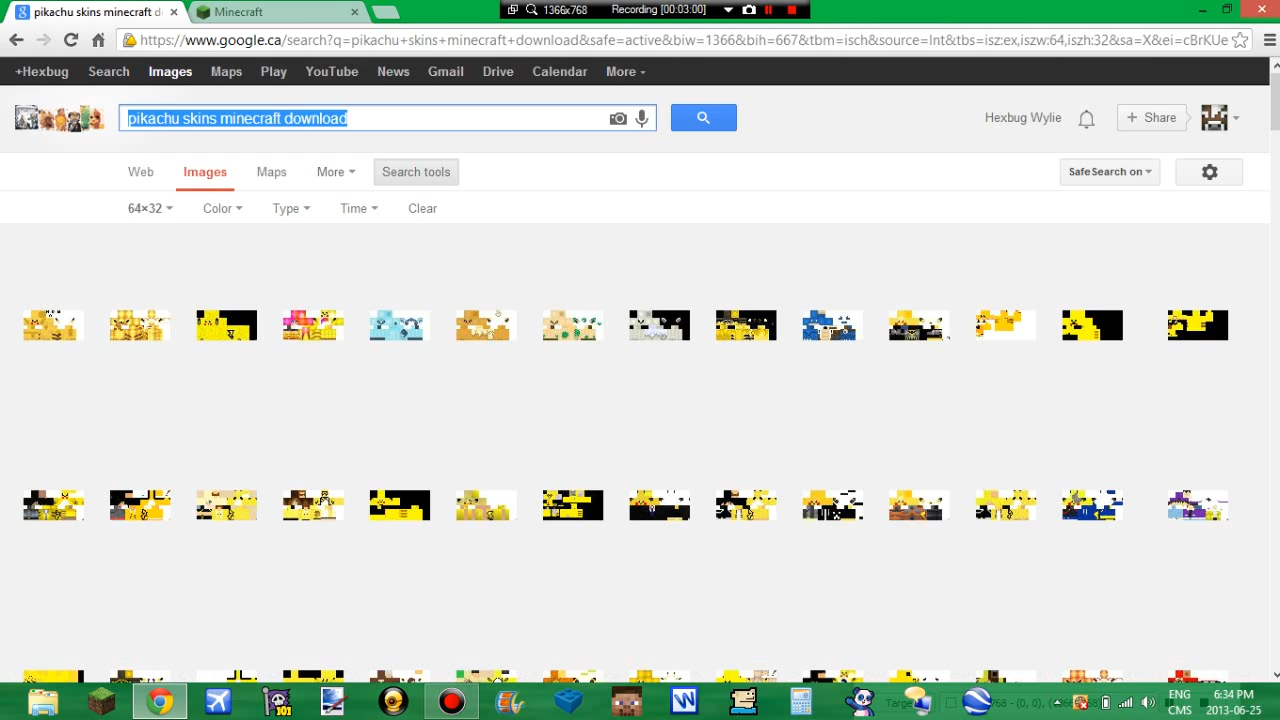 pikachu skins minecraft d
Minecraft
1366x768
Recording [00:03:00]
https://www.google.ca/search?q=pikachu+skins+minecraft+download&safe=active&biw=1366&bih=667&tbm=isch&source=lnt&tbs=isz:ex,iszw:64,iszh:32&sa=X&ei=cBrKUe
+Hexbug Search Images Maps Play YouTube News Gmail Drive Calendar More
pikachu skins minecraft download
Hexbug Wylie
+ Share
Web Images Maps More Search tools
SafeSearch on
64×32 Color Type Time Clear
101
W
Target
ENG
CMS
6:34 PM
2013-06-25